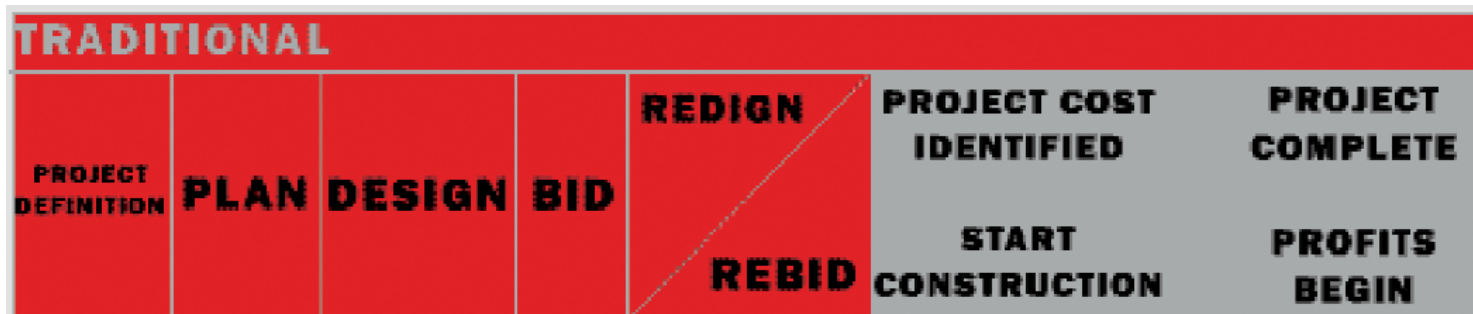 TRADITIONAL
PROJECT
DEFINITION
PLAN
DESIGN
BID
REDIGN
REBID
PROJECT COST
IDENTIFIED
START
CONSTRUCTION
PROJECT
COMPLETE
PROFITS
BEGIN